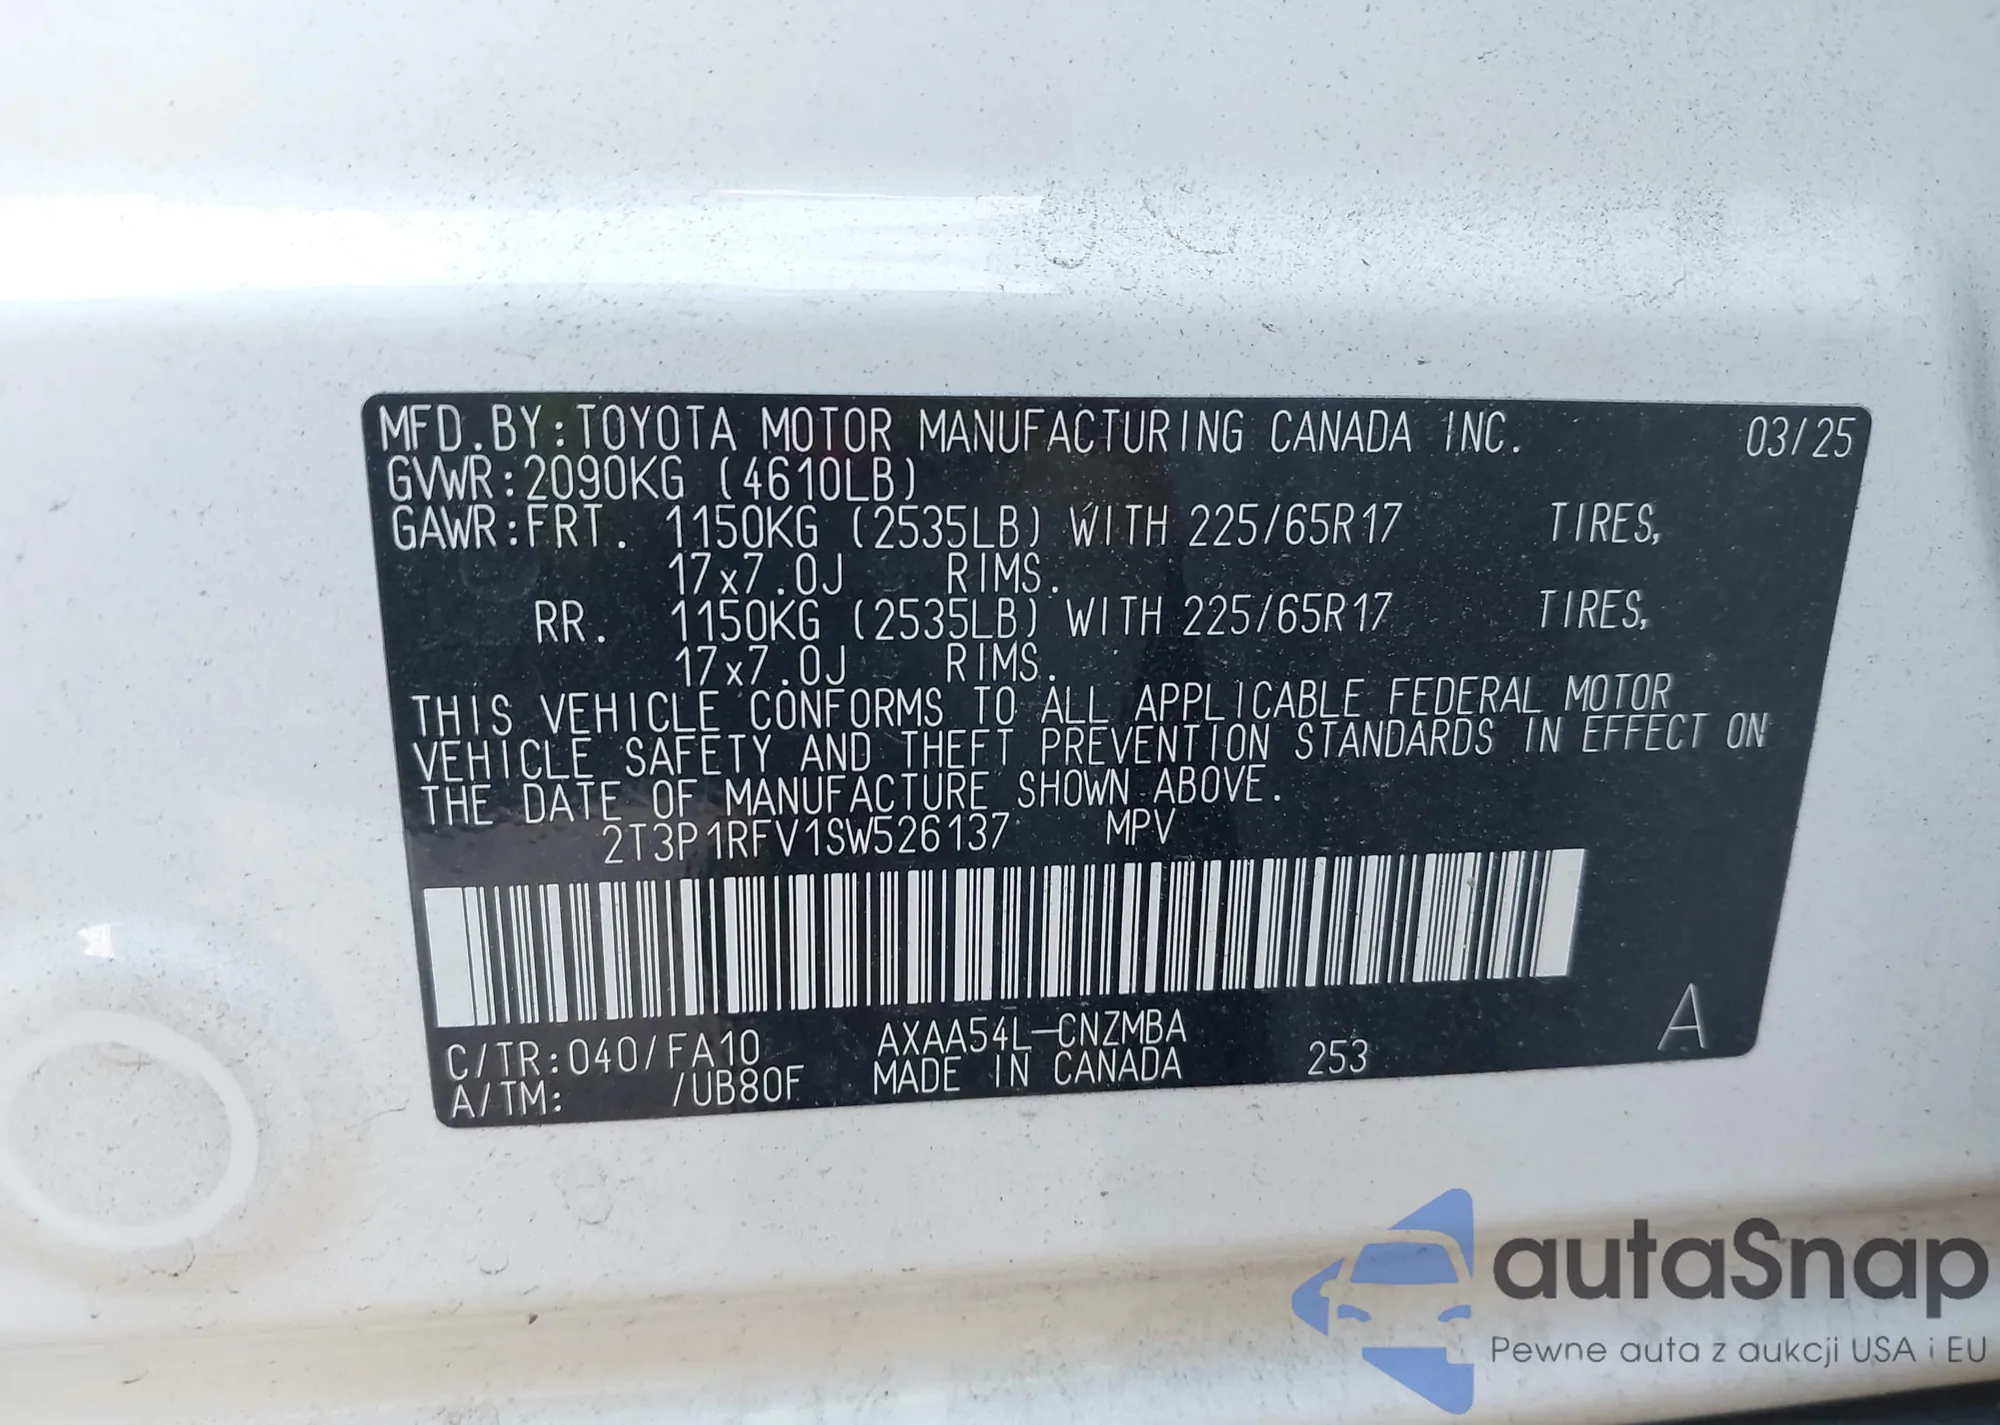 MFD.BY:TOYOTA MOTOR MANUFACTURING CANADA INC. 03/25
GVWR:2090KG (4610LB)
GAWR:FRT. 1150KG (2535LB) WITH 225/65R17 TIRES,
17x7.0J RIMS.
RR. 1150KG (2535LB) WITH 225/65R17 TIRES,
17x7.0J RIMS.
THIS VEHICLE CONFORMS TO ALL APPLICABLE FEDERAL MOTOR
VEHICLE SAFETY AND THEFT PREVENTION STANDARDS IN EFFECT ON
THE DATE OF MANUFACTURE SHOWN ABOVE.
2T3P1RFV1SW526137 MPV
C/TR:040/FA10 AXAA54L-CNZMBA
A/TM: /UB80F MADE IN CANADA 253 A
autaSnap
Pewne auta z aukcji USA i EU